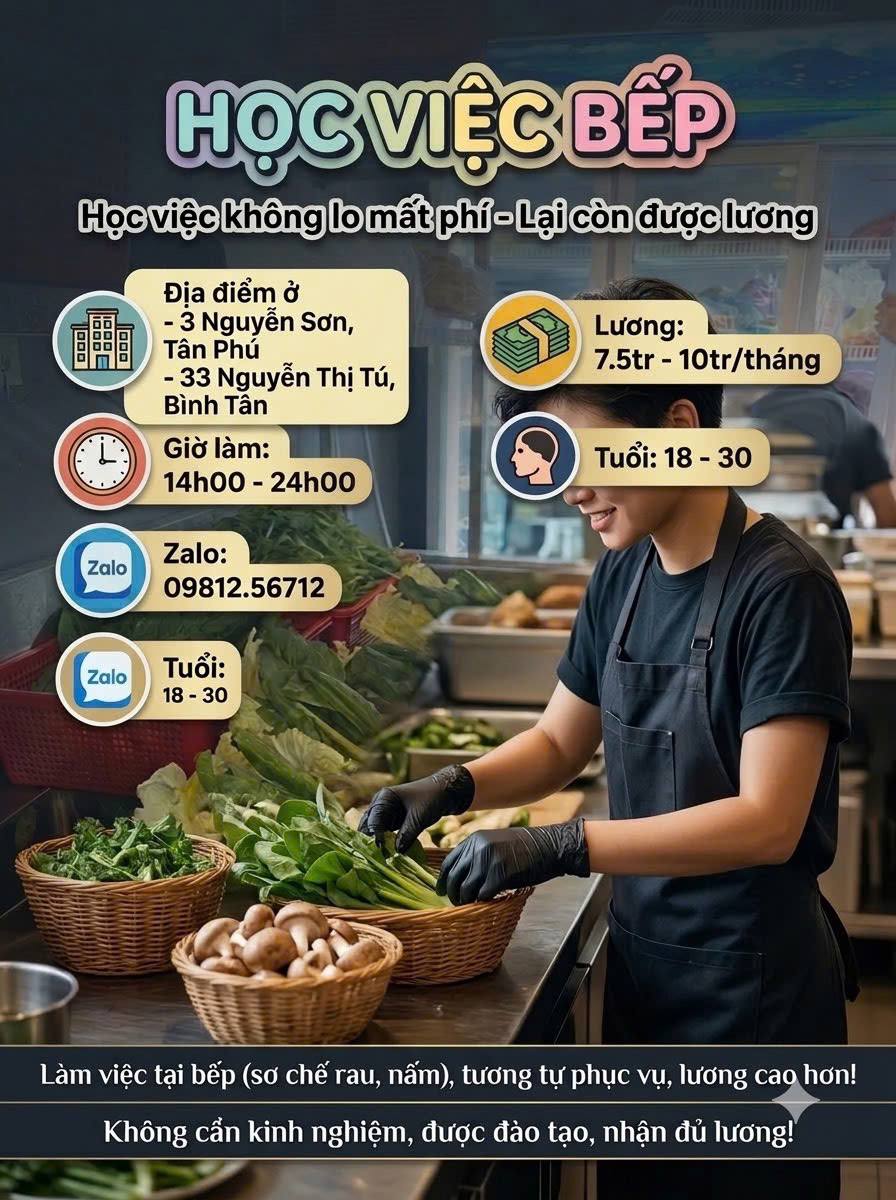 HỌC VIỆC BẾP
Học việc không lo mất phí - Lại còn được lương
Địa điểm ở
- 3 Nguyễn Sơn,
Tân Phú
- 33 Nguyễn Thị Tú,
Bình Tân
Lương:
7.5tr - 10tr/tháng
Giờ làm:
14h00 - 24h00
Tuổi: 18 - 30
Zalo
Zalo:
09812.56712
Zalo
Tuổi:
18 - 30
Làm việc tại bếp (sơ chế rau, nấm), tương tự phục vụ, lương cao hơn!
Không cần kinh nghiệm, được đào tạo, nhận đủ lương!